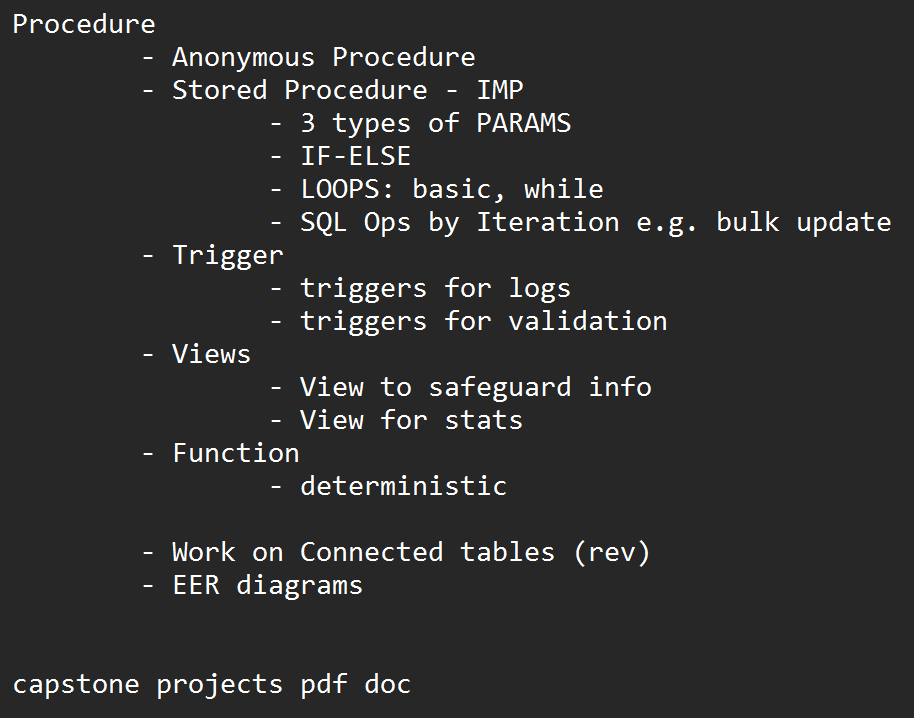 Procedure
- Anonymous Procedure
- Stored Procedure - IMP
- 3 types of PARAMS
- IF-ELSE
- LOOPS: basic, while
- SQL Ops by Iteration e.g. bulk update
- Trigger
- triggers for logs
- triggers for validation
- Views
- View to safeguard info
- View for stats
- Function
- deterministic
- Work on Connected tables (rev)
- EER diagrams
capstone projects pdf doc